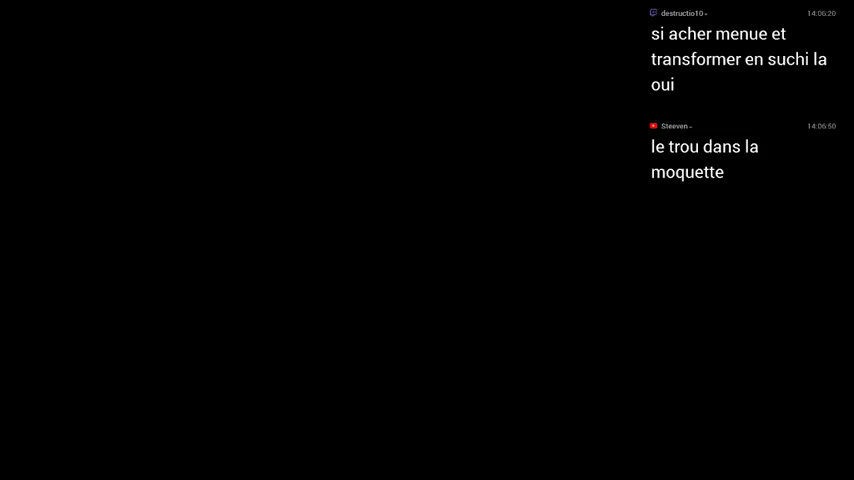 destructio10
14:06:20
si acher menue et
transformer en suchi la
oui
Steeven
14:06:50
le trou dans la
moquette